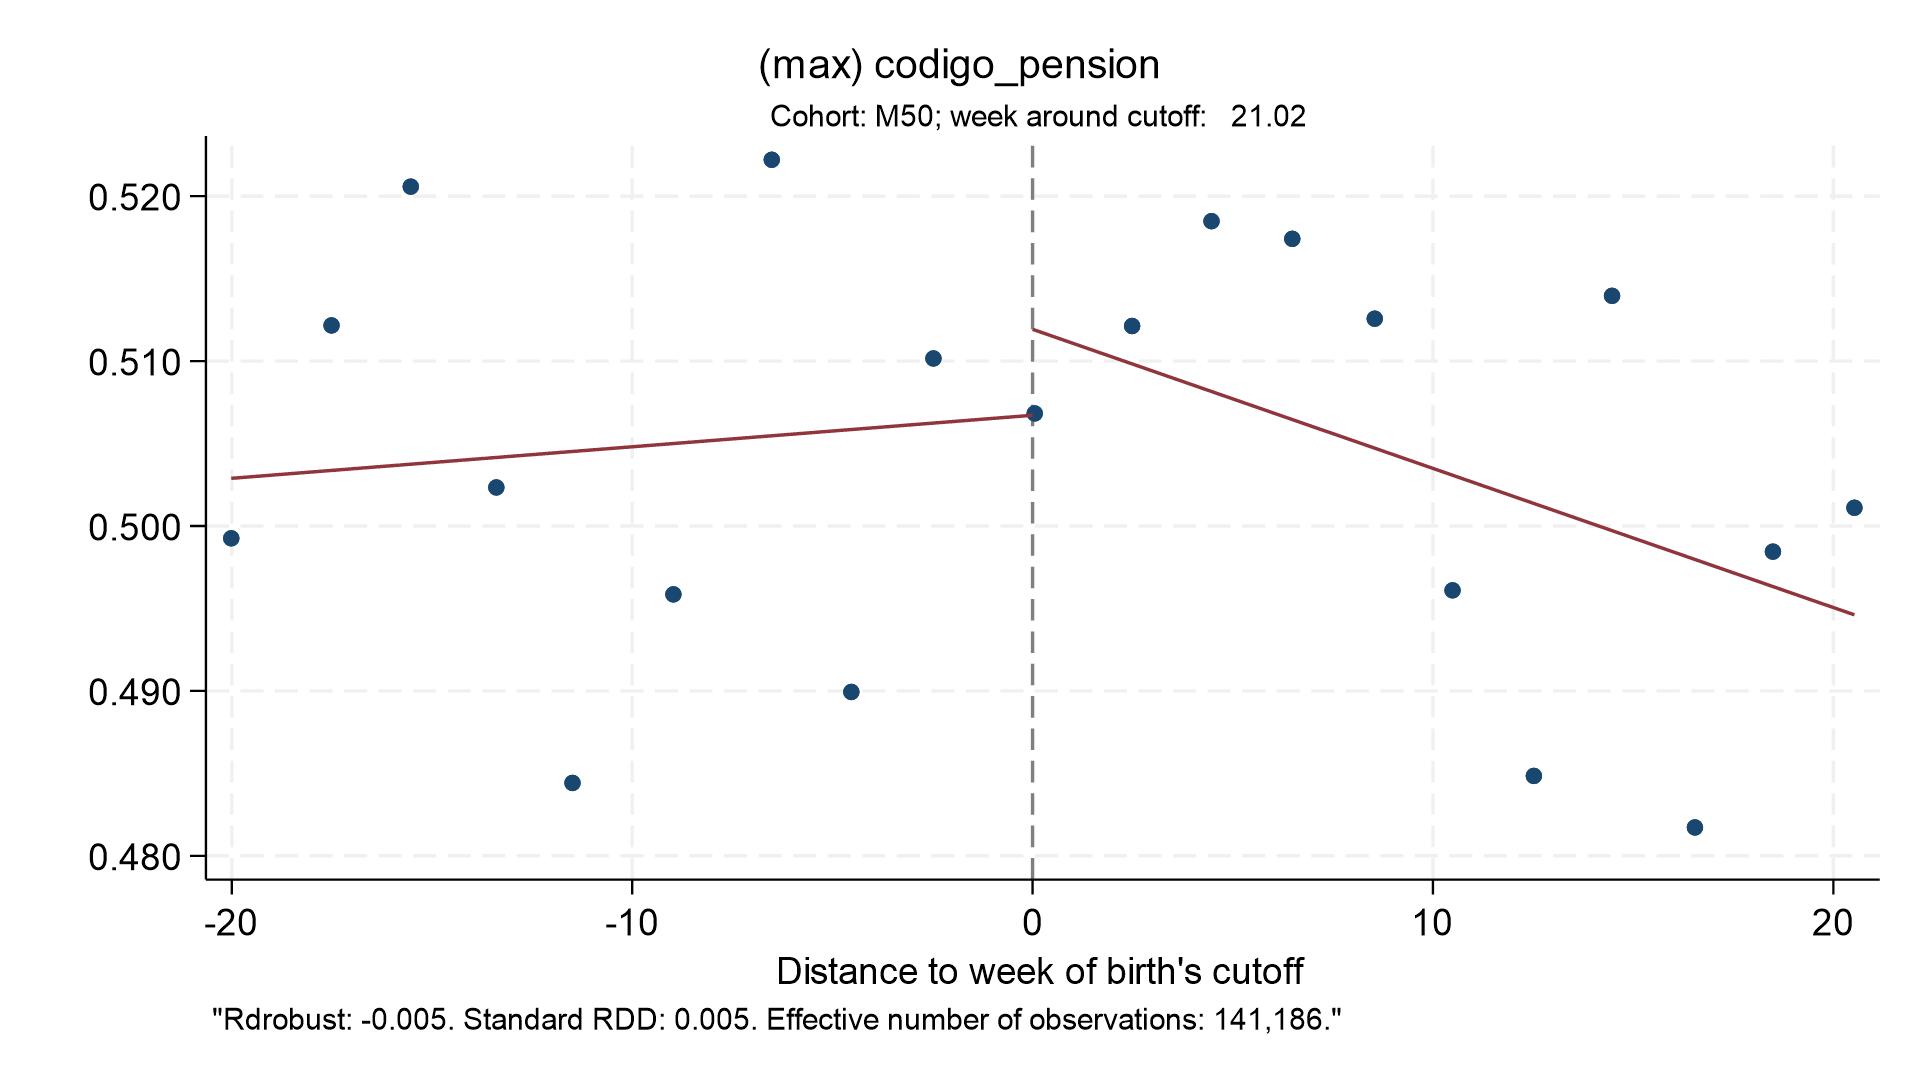 (max) codigo_pension
Cohort: M50; week around cutoff: 21.02
0.520
0.510
0.500
0.490
0.480
-20 -10 0 10 20
Distance to week of birth's cutoff
"Rdrobust: -0.005. Standard RDD: 0.005. Effective number of observations: 141,186."